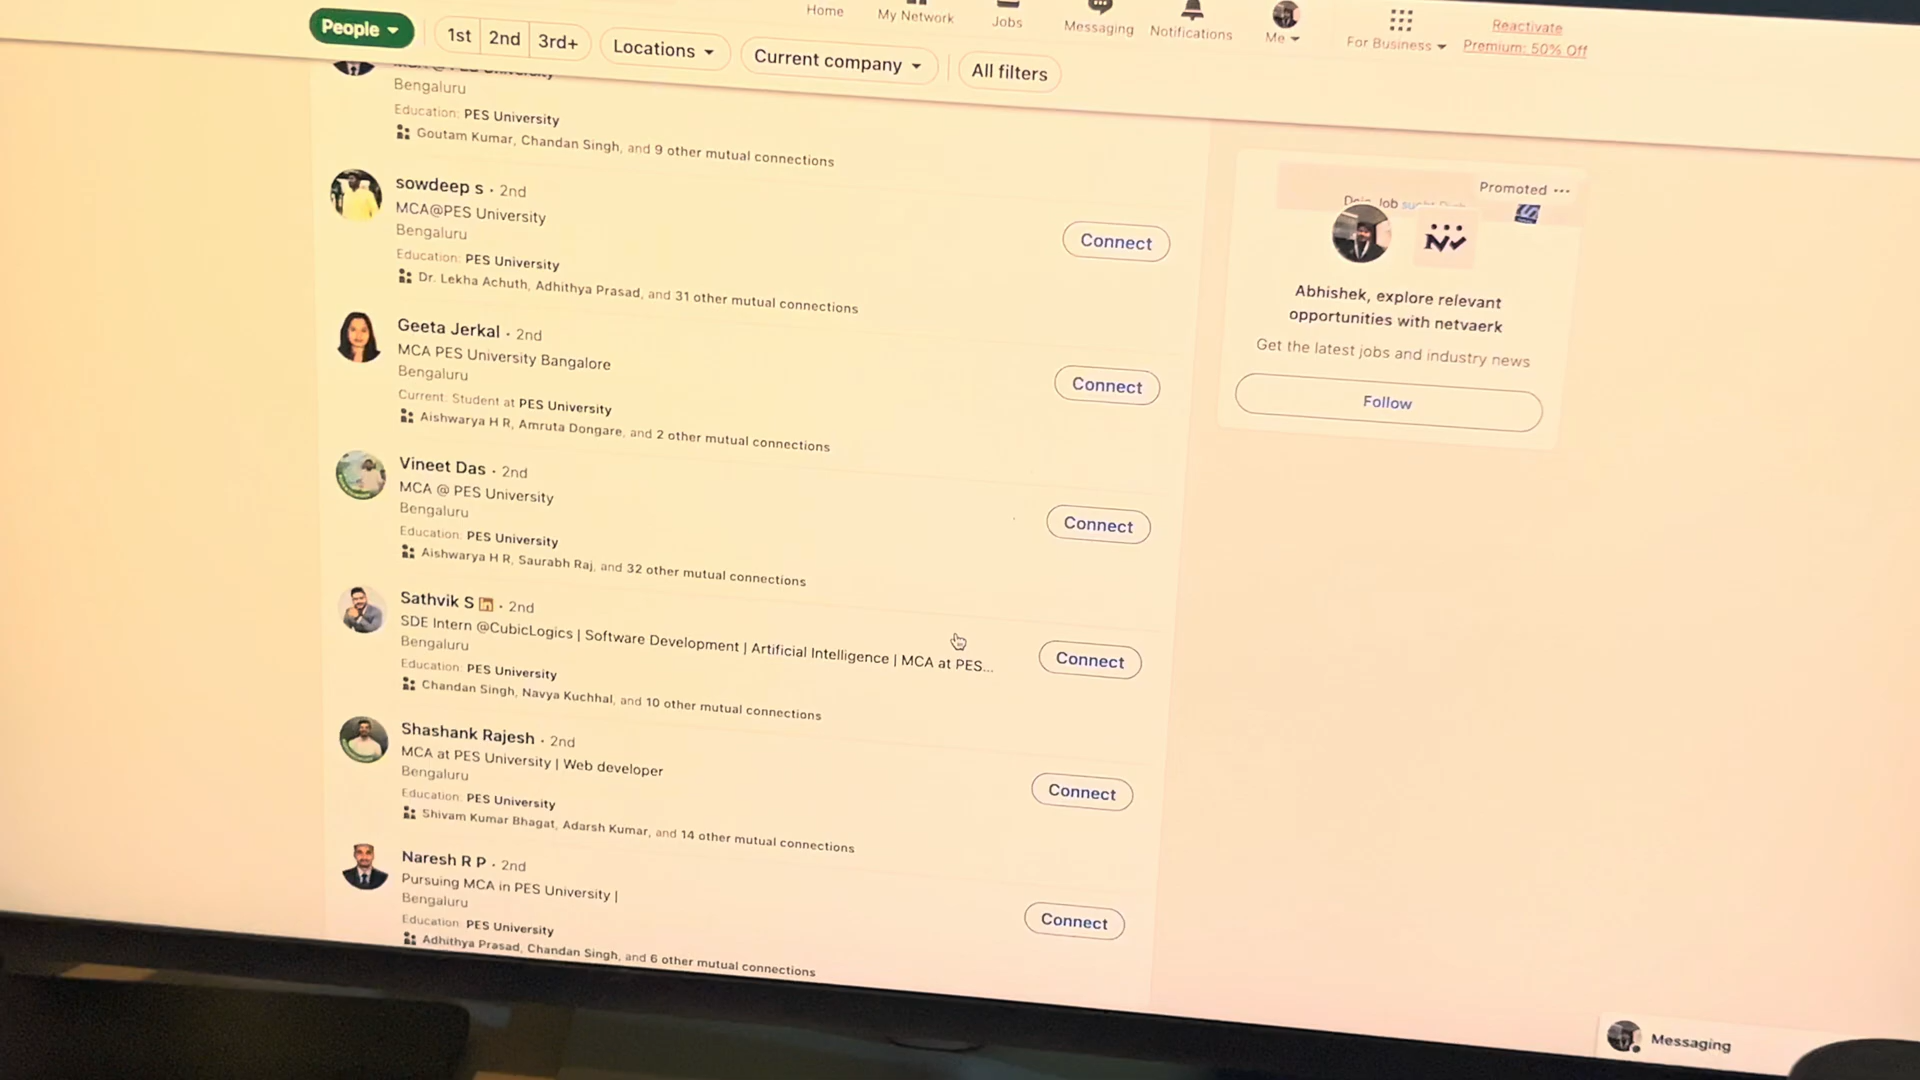 Home
My Network
Jobs
Messaging
Notifications
Me
For Business
Reactivate
Premium: 50% Off
People
1st
2nd
3rd+
Locations
Current company
All filters
Bengaluru
Education: PES University
Goutam Kumar, Chandan Singh, and 9 other mutual connections
sowdeep s · 2nd
MCA@PES University
Bengaluru
Education: PES University
Dr. Lekha Achuth, Adhithya Prasad, and 31 other mutual connections
Connect
Geeta Jerkal · 2nd
MCA PES University Bangalore
Bengaluru
Current: Student at PES University
Aishwarya H R, Amruta Dongare, and 2 other mutual connections
Connect
Vineet Das · 2nd
MCA @ PES University
Bengaluru
Education: PES University
Aishwarya H R, Saurabh Raj, and 32 other mutual connections
Connect
Sathvik S in · 2nd
SDE Intern @CubicLogics | Software Development | Artificial Intelligence | MCA at PES...
Bengaluru
Education: PES University
Chandan Singh, Navya Kuchhal, and 10 other mutual connections
Connect
Shashank Rajesh · 2nd
MCA at PES University | Web developer
Bengaluru
Education: PES University
Shivam Kumar Bhagat, Adarsh Kumar, and 14 other mutual connections
Connect
Naresh R P · 2nd
Pursuing MCA in PES University |
Bengaluru
Education: PES University
Adhithya Prasad, Chandan Singh, and 6 other mutual connections
Connect
Promoted ...
Job
Abhishek, explore relevant
opportunities with netvaerk
Get the latest jobs and industry news
Follow
Messaging